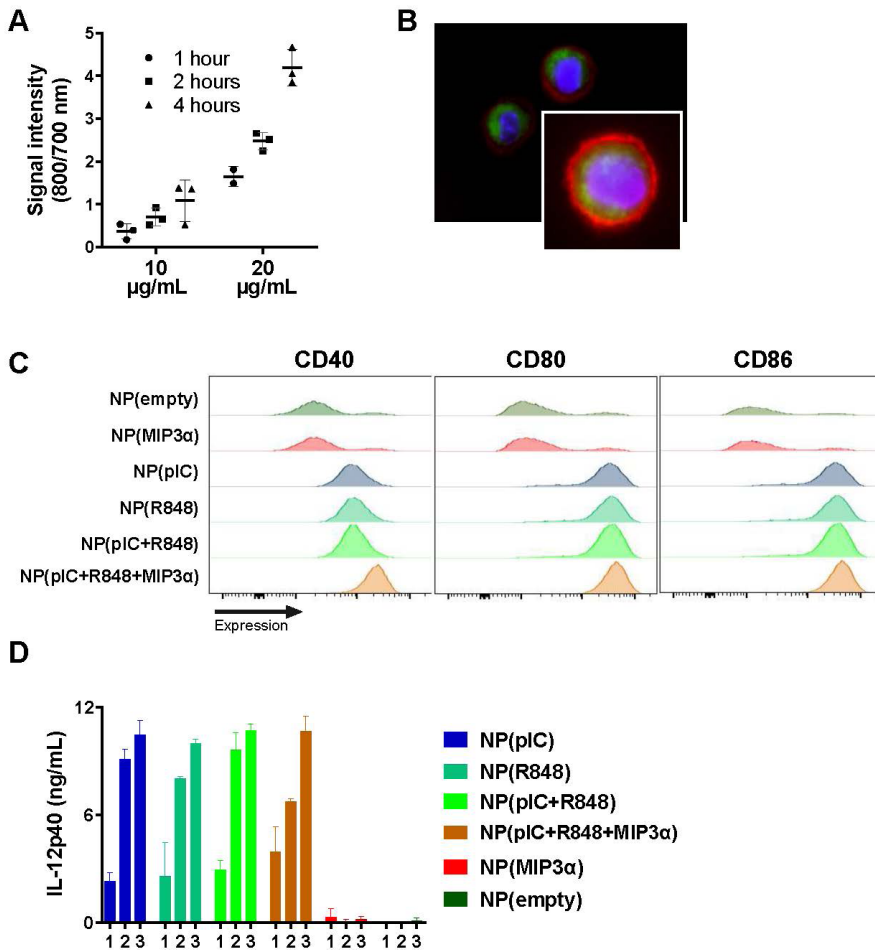 A
Signal intensity
(800/700 nm)
5
4
3
2
1
0
1 hour
2 hours
4 hours
10
µg/mL
20
µg/mL
B
C
CD40
CD80
CD86
NP(empty)
NP(MIP3α)
NP(pIC)
NP(R848)
NP(pIC+R848)
NP(pIC+R848+MIP3α)
Expression
D
IL-12p40 (ng/mL)
12
6
0
1 2 3 1 2 3 1 2 3 1 2 3 1 2 3 1 2 3
NP(pIC)
NP(R848)
NP(pIC+R848)
NP(pIC+R848+MIP3α)
NP(MIP3α)
NP(empty)